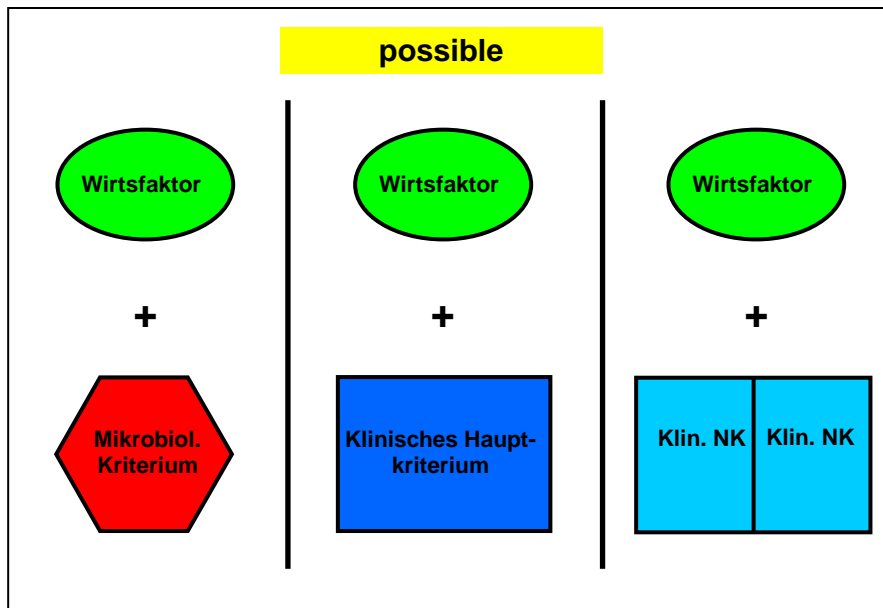 possible
Wirtsfaktor
Wirtsfaktor
Wirtsfaktor
+
+
+
Mikrobiol.
Kriterium
Klinisches Haupt-
kriterium
Klin. NK
Klin. NK